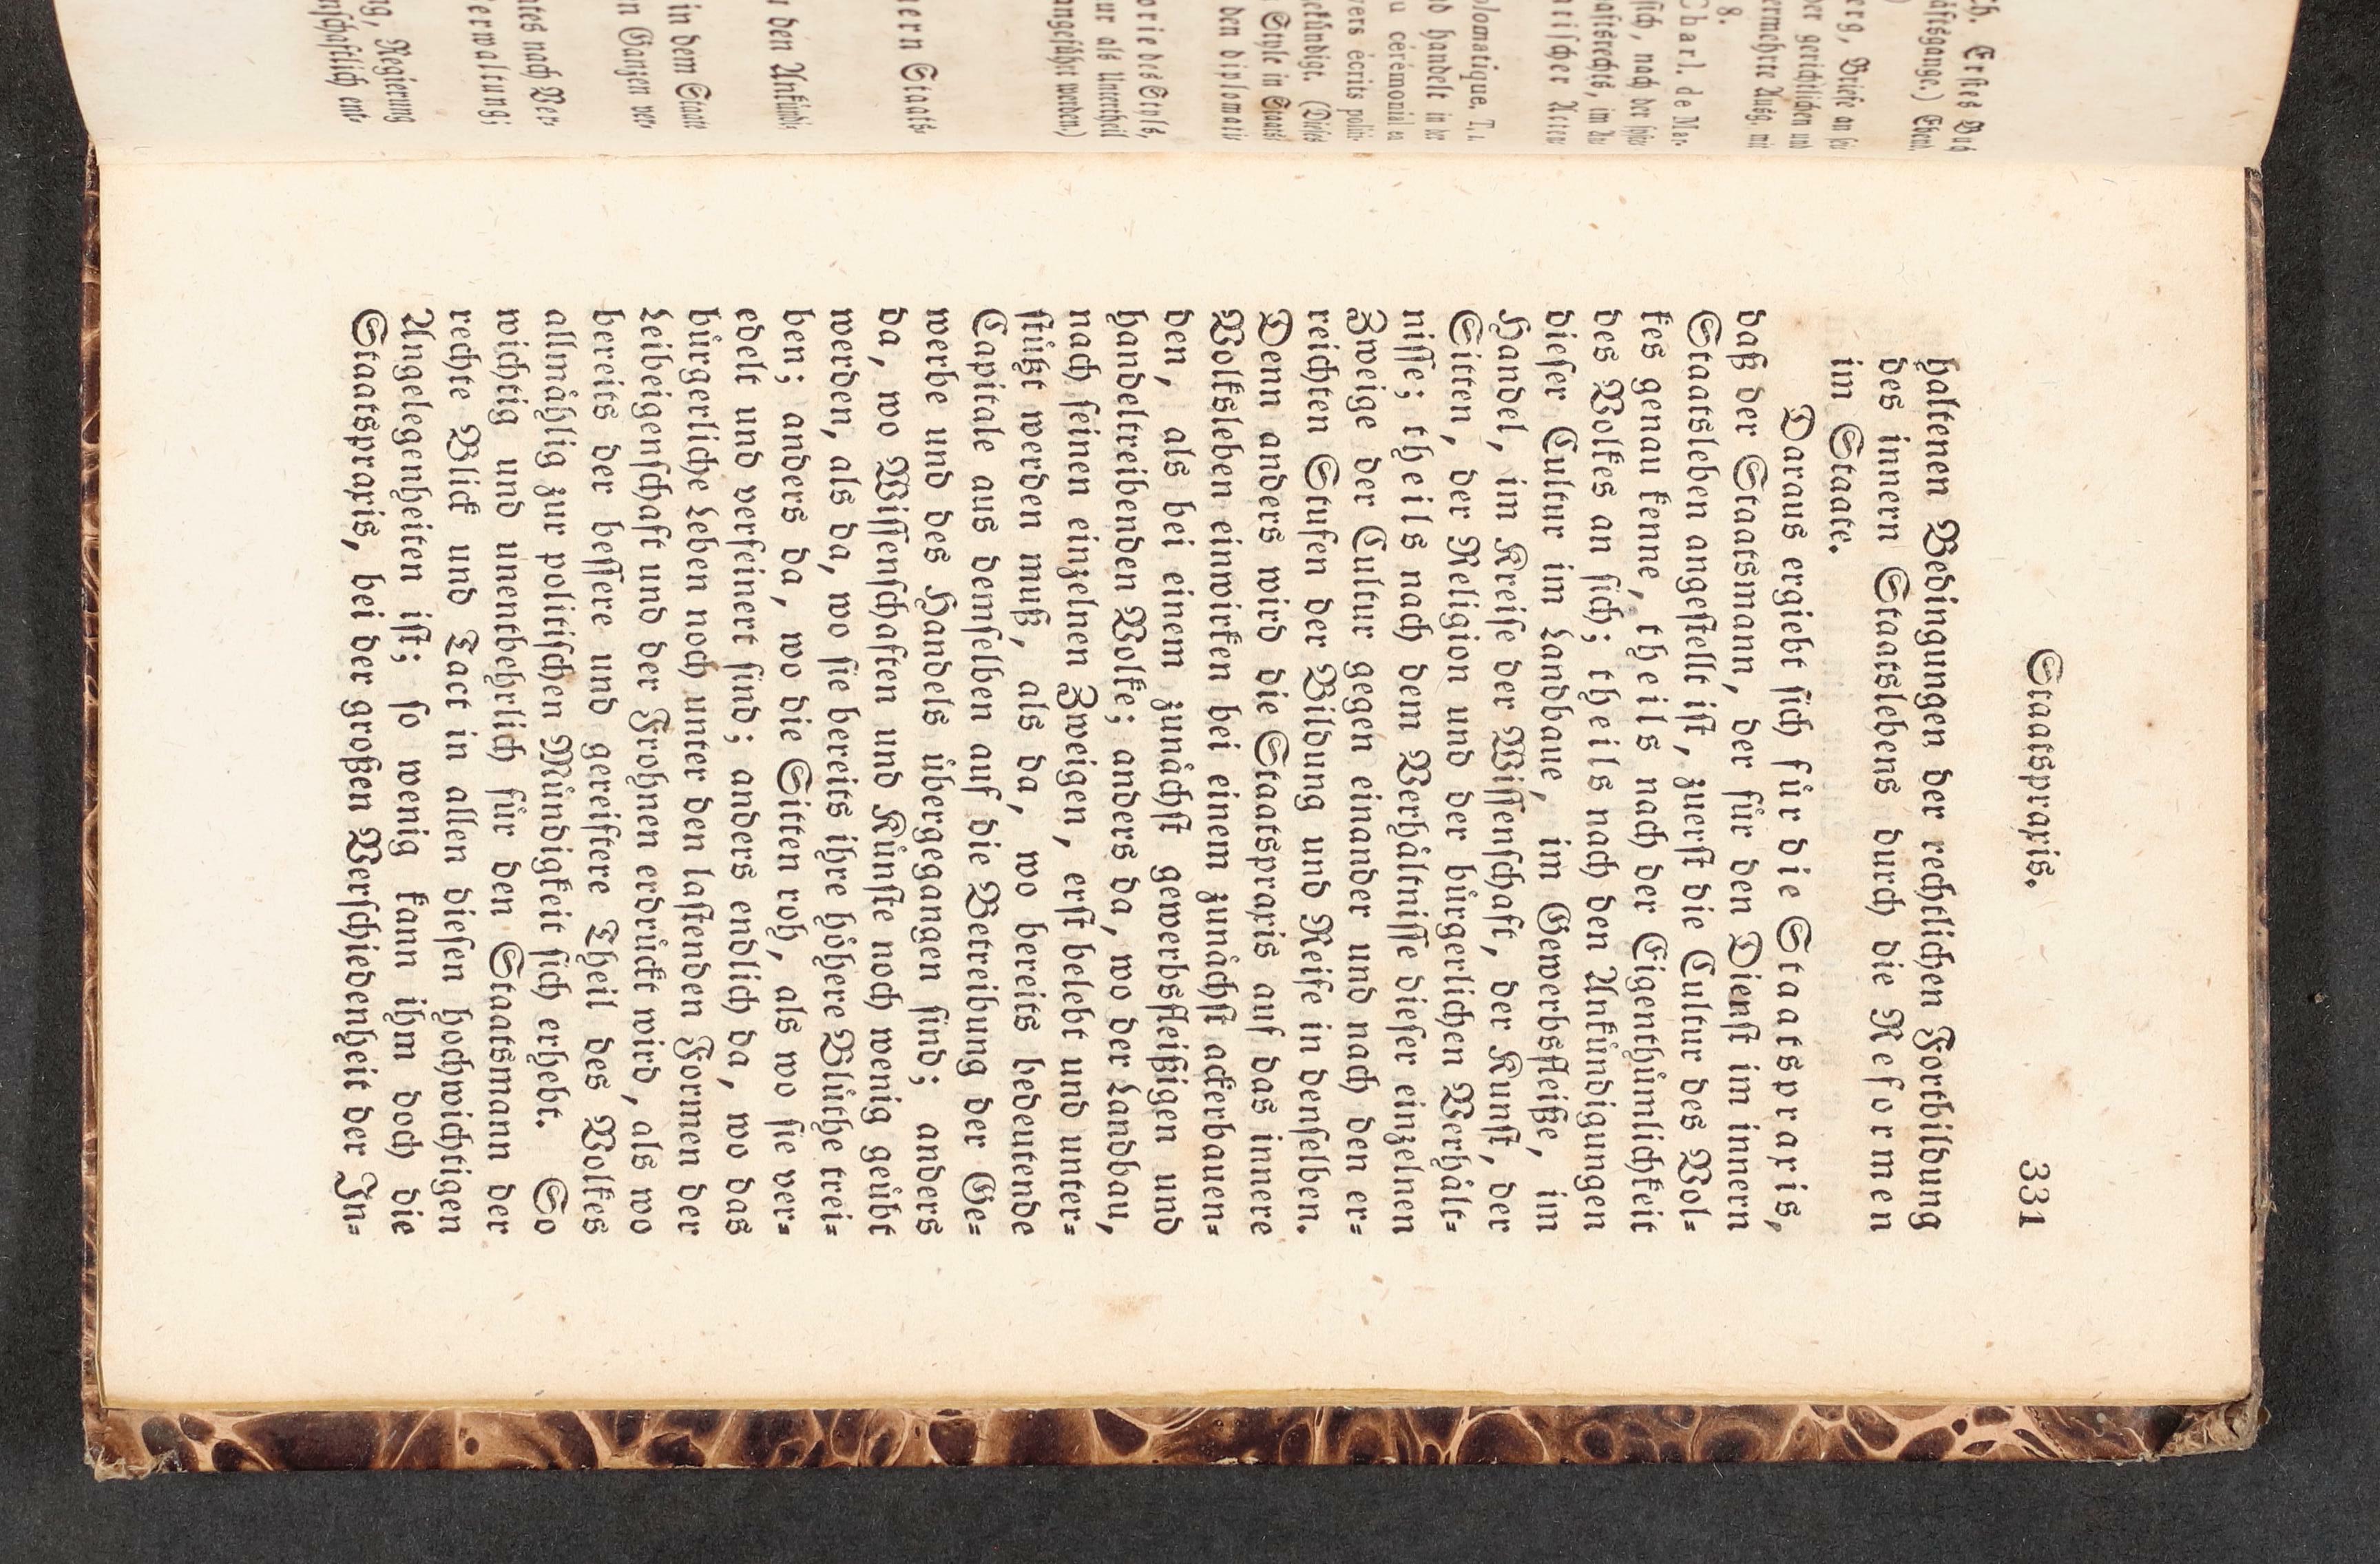 Staatspraxis. 331
haltenen Bedingungen der rechtlichen Fortbildung
des innern Staatslebens durch die Reformen
im Staate.
Daraus ergiebt ſich für die Staatspraxis,
daß der Staatsmann, der für den Dienſt im innern
Staatsleben angeſtellt iſt, zuerſt die Cultur des Vol-
kes genau kenne, theils nach der Eigenthümlichkeit
des Volkes an ſich; theils nach den Ankündigungen
dieſer Cultur im Landbaue, im Gewerbsfleiße, im
Handel, im Kreiſe der Wiſſenſchaft, der Kunſt, der
Sitten, der Religion und der bürgerlichen Verhält-
niſſe; theils nach dem Verhältniſſe dieſer einzelnen
Zweige der Cultur gegen einander und nach den er-
reichten Stufen der Bildung und Reife in denſelben.
Denn anders wird die Staatspraxis auf das innere
Volksleben einwirken bei einem zunächſt ackerbauen-
den, als bei einem zunächſt gewerbsfleißigen und
handeltreibenden Volke; anders da, wo der Landbau,
nach ſeinen einzelnen Zweigen, erſt belebt und unter-
ſtützt werden muß, als da, wo bereits bedeutende
Capitale aus demſelben auf die Betreibung der Ge-
werbe und des Handels übergegangen ſind; anders
da, wo Wiſſenſchaften und Künſte noch wenig geübt
werden, als da, wo ſie bereits ihre höhere Blüthe trei-
ben; anders da, wo die Sitten roh, als wo ſie ver-
edelt und verfeinert ſind; anders endlich da, wo das
bürgerliche Leben noch unter den laſtenden Formen der
Leibeigenſchaft und der Frohnen erdrückt wird, als wo
bereits der beſſere und gereiftere Theil des Volkes
allmählig zur politiſchen Mündigkeit ſich erhebt. So
wichtig und unentbehrlich für den Staatsmann der
rechte Blick und Tact in allen dieſen hochwichtigen
Angelegenheiten iſt; ſo wenig kann ihm doch die
Staatspraxis, bei der großen Verſchiedenheit der In-